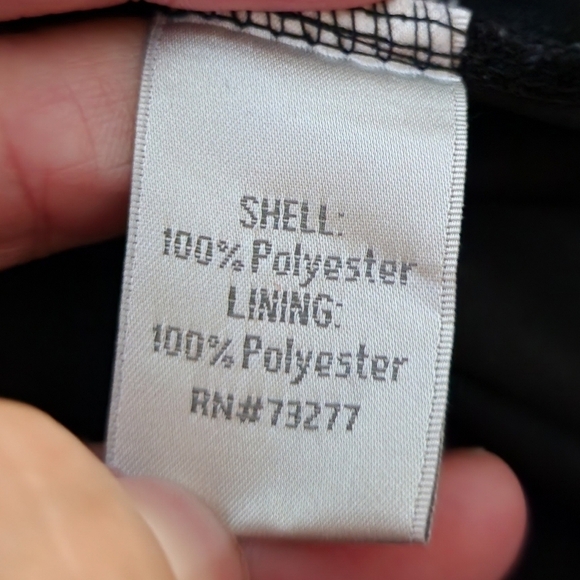 SHELL:
100% Polyester
LINING:
100% Polyester
RN#73277